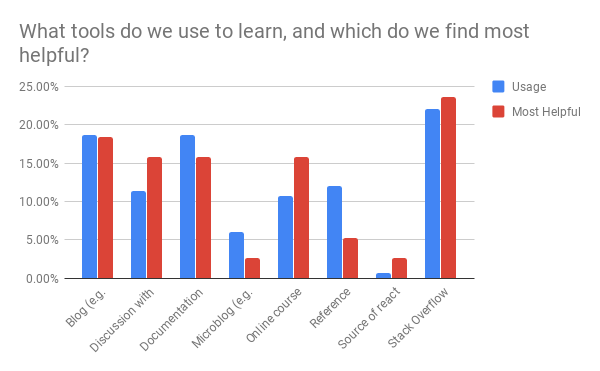 What tools do we use to learn, and which do we find most
helpful?
Usage
Most Helpful
25.00%
20.00%
15.00%
10.00%
5.00%
0.00%
Blog (e.g.
Discussion with
Documentation
Microblog (e.g.
Online course
Reference
Source of react
Stack Overflow